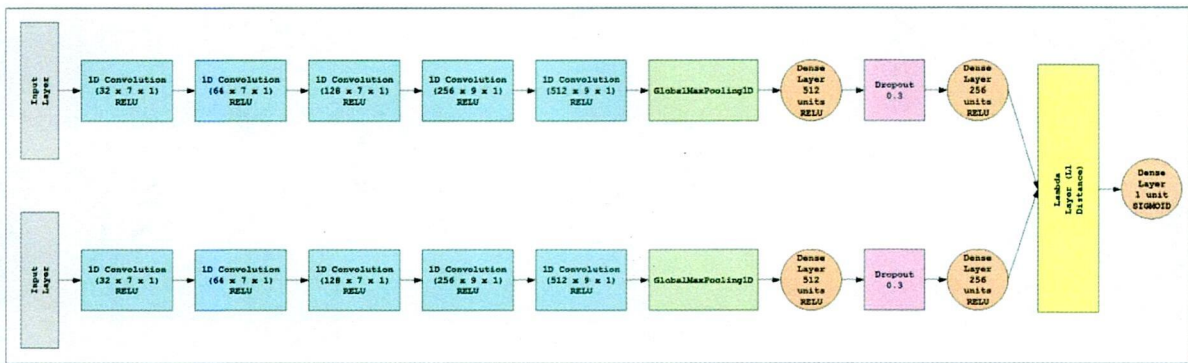 Input
Layer
1D Convolution
(32 x 7 x 1)
RELU
1D Convolution
(64 x 7 x 1)
RELU
1D Convolution
(128 x 7 x 1)
RELU
1D Convolution
(256 x 9 x 1)
RELU
1D Convolution
(512 x 9 x 1)
RELU
GlobalMaxPooling1D
Dense
Layer
512
units
RELU
Dropout
0.3
Dense
Layer
256
units
RELU
Input
Layer
1D Convolution
(32 x 7 x 1)
RELU
1D Convolution
(64 x 7 x 1)
RELU
1D Convolution
(128 x 7 x 1)
RELU
1D Convolution
(256 x 9 x 1)
RELU
1D Convolution
(512 x 9 x 1)
RELU
GlobalMaxPooling1D
Dense
Layer
512
units
RELU
Dropout
0.3
Dense
Layer
256
units
RELU
Lambda
Layer (L1
Distance)
Dense
Layer
1 unit
SIGMOID